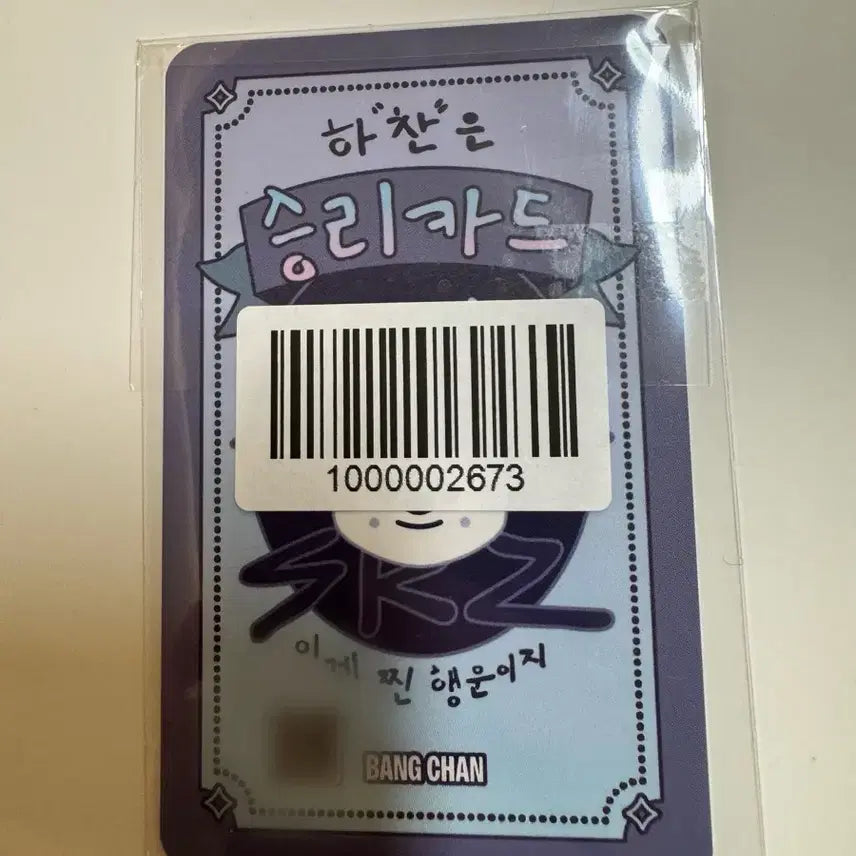 하"찬"은
승리카드
1000002673
SKZ
이게 찐 행운이지
BANG CHAN